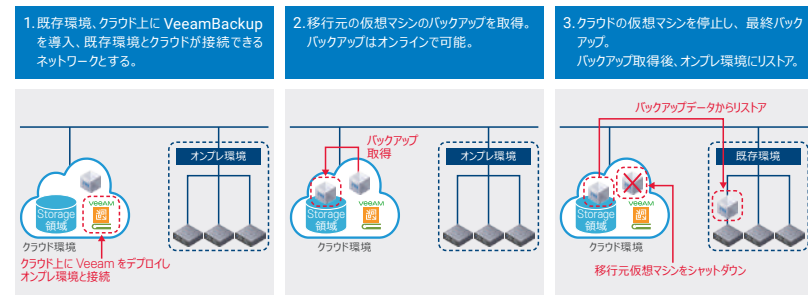 1.既存環境、クラウド上に VeeamBackup
を導入、既存環境とクラウドが接続できる
ネットワークとする。
オンプレ環境
Storage
領域
veeam
クラウド環境
クラウド上に Veeam をデプロイし
オンプレ環境と接続
2.移行元の仮想マシンのバックアップを取得。
バックアップはオンラインで可能。
バックアップ
取得
オンプレ環境
Storage
領域
veeam
クラウド環境
3.クラウドの仮想マシンを停止し、最終バック
アップ。
バックアップ取得後、オンプレ環境にリストア。
バックアップデータからリストア
既存環境
Storage
領域
veeam
クラウド環境
移行元仮想マシンをシャットダウン